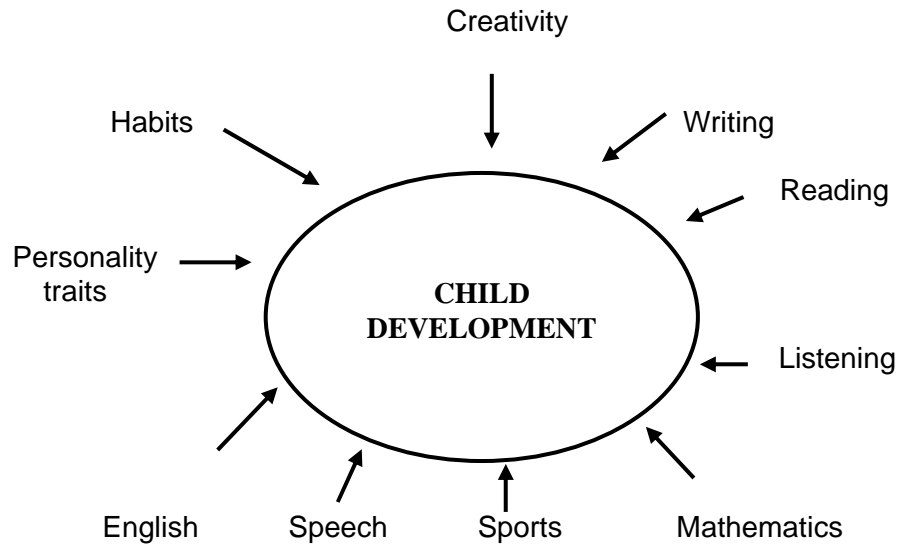 Creativity
Habits
Writing
Reading
Personality
traits
CHILD
DEVELOPMENT
Listening
English
Speech
Sports
Mathematics